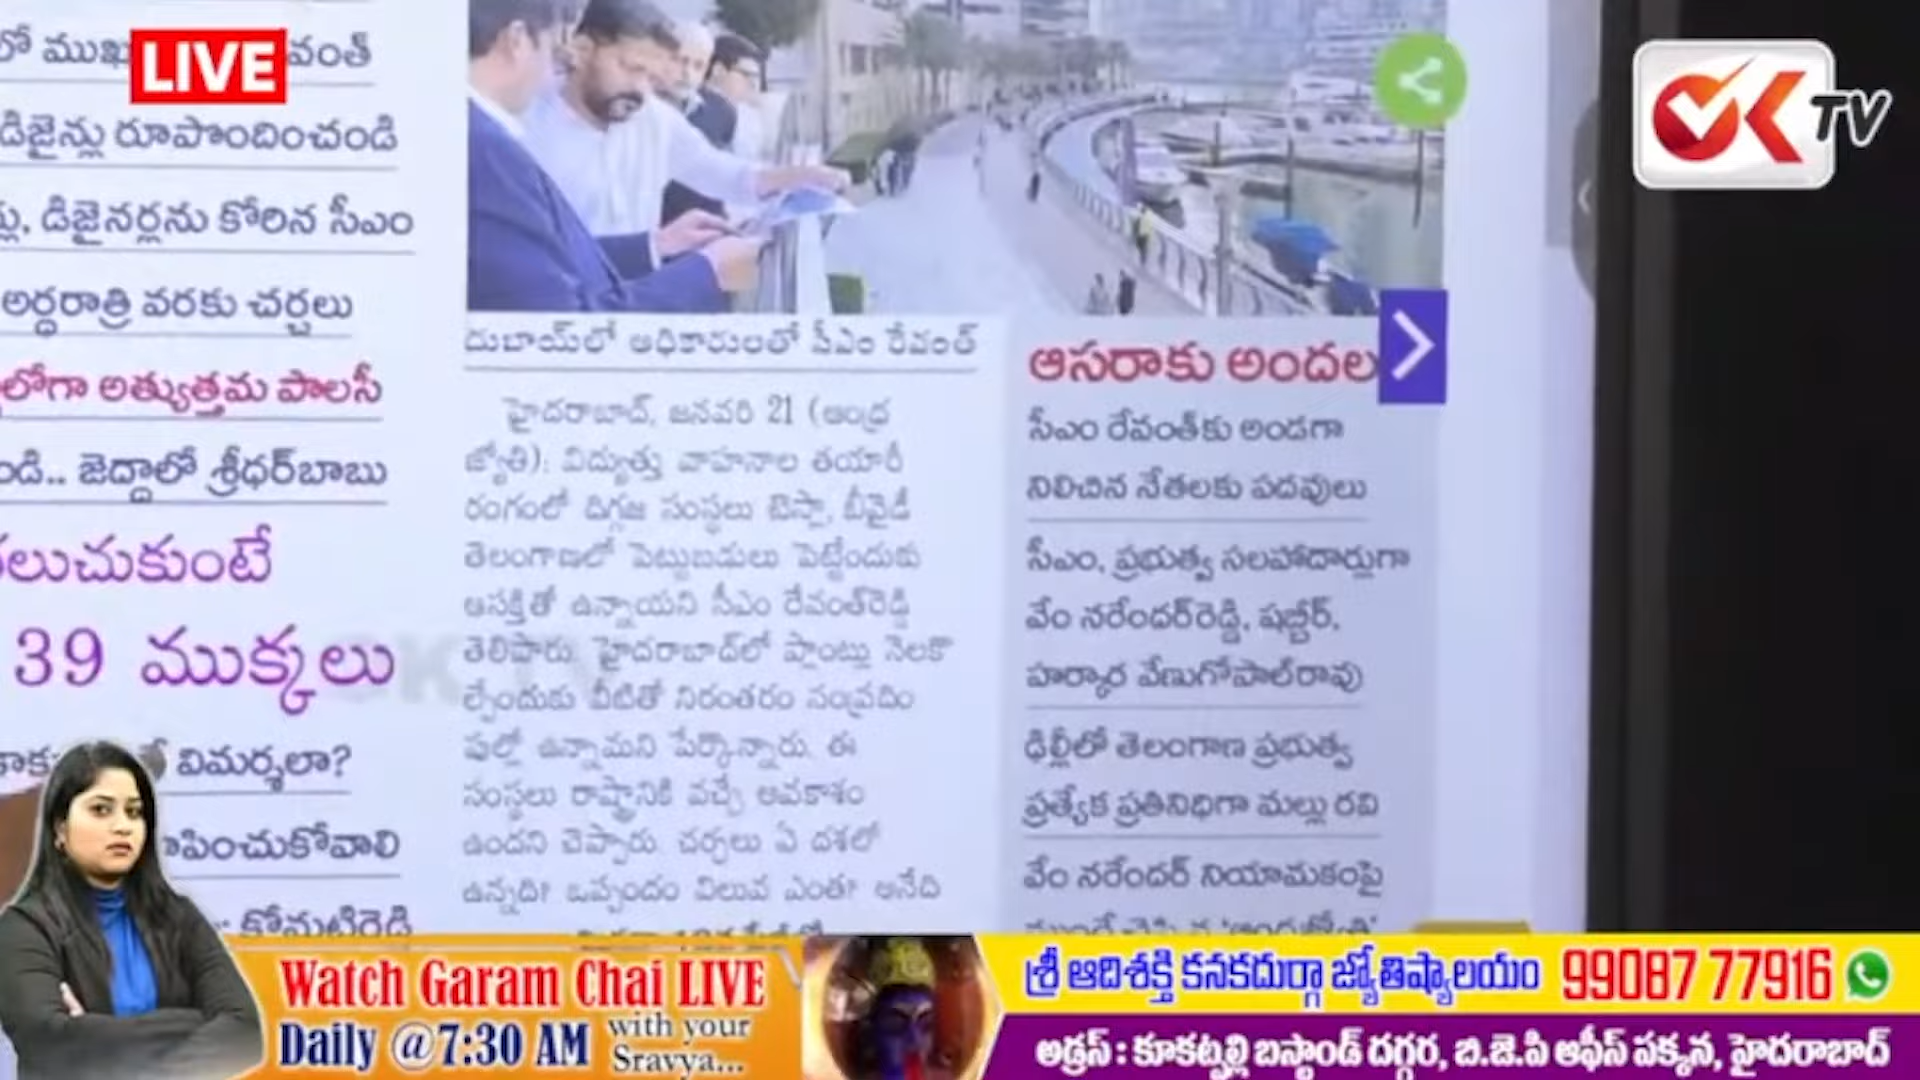 లో ముఖ
LIVE
వంత్
డిజైన్లు రూపొందించండి
డిజైనర్లను కోరిన సీఎం
అర్ధరాత్రి వరకు చర్చలు
లోగా అత్యుత్తమ పాలసీ
ండి.. జెడ్డాలో శ్రీధర్‌బాబు
లుచుకుంటే
39 ముక్కలు
విమర్శలా?
పించుకోవాలి
కోమటిరెడ్డి
దుబాయ్‌లో అధికారులతో సీఎం రేవంత్
హైదరాబాద్, జనవరి 21 (ఆంధ్ర
జ్యోతి): విద్యుత్తు వాహనాల తయారీ
రంగంలో దిగ్గజ సంస్థలు టెస్లా, బీవైడీ
తెలంగాణలో పెట్టుబడులు పెట్టేందుకు
ఆసక్తితో ఉన్నాయని సీఎం రేవంత్‌రెడ్డి
తెలిపారు. హైదరాబాద్‌లో ప్లాంట్లు నెలకొ
ల్పేందుకు వీటితో నిరంతరం సంప్రదిం
పుల్లో ఉన్నామని పేర్కొన్నారు. ఈ
సంస్థలు రాష్ట్రానికి వచ్చే అవకాశం
ఉందని చెప్పారు. చర్చలు ఏ దశలో
ఉన్నది? ఒప్పందం విలువ ఎంత? అనేది
ఆసరాకు అందల
సీఎం రేవంత్‌కు అండగా
నిలిచిన నేతలకు పదవులు
సీఎం, ప్రభుత్వ సలహాదార్లుగా
వేం నరేందర్‌రెడ్డి, షబ్బీర్,
హర్కార వేణుగోపాల్‌రావు
ఢిల్లీలో తెలంగాణ ప్రభుత్వ
ప్రత్యేక ప్రతినిధిగా మల్లు రవి
వేం నరేందర్ నియామకంపై
ముందే చెప్పిన 'ఆంధ్రజ్యోతి'
OK TV
Watch Garam Chai LIVE
Daily @7:30 AM with your Sravya...
శ్రీ ఆదిశక్తి కనకదుర్గా జ్యోతిష్యాలయం 99087 77916
అడ్రస్ : కూకట్పల్లి బస్టాండ్ దగ్గర, బి.జె.పి ఆఫీస్ పక్కన, హైదరాబాద్